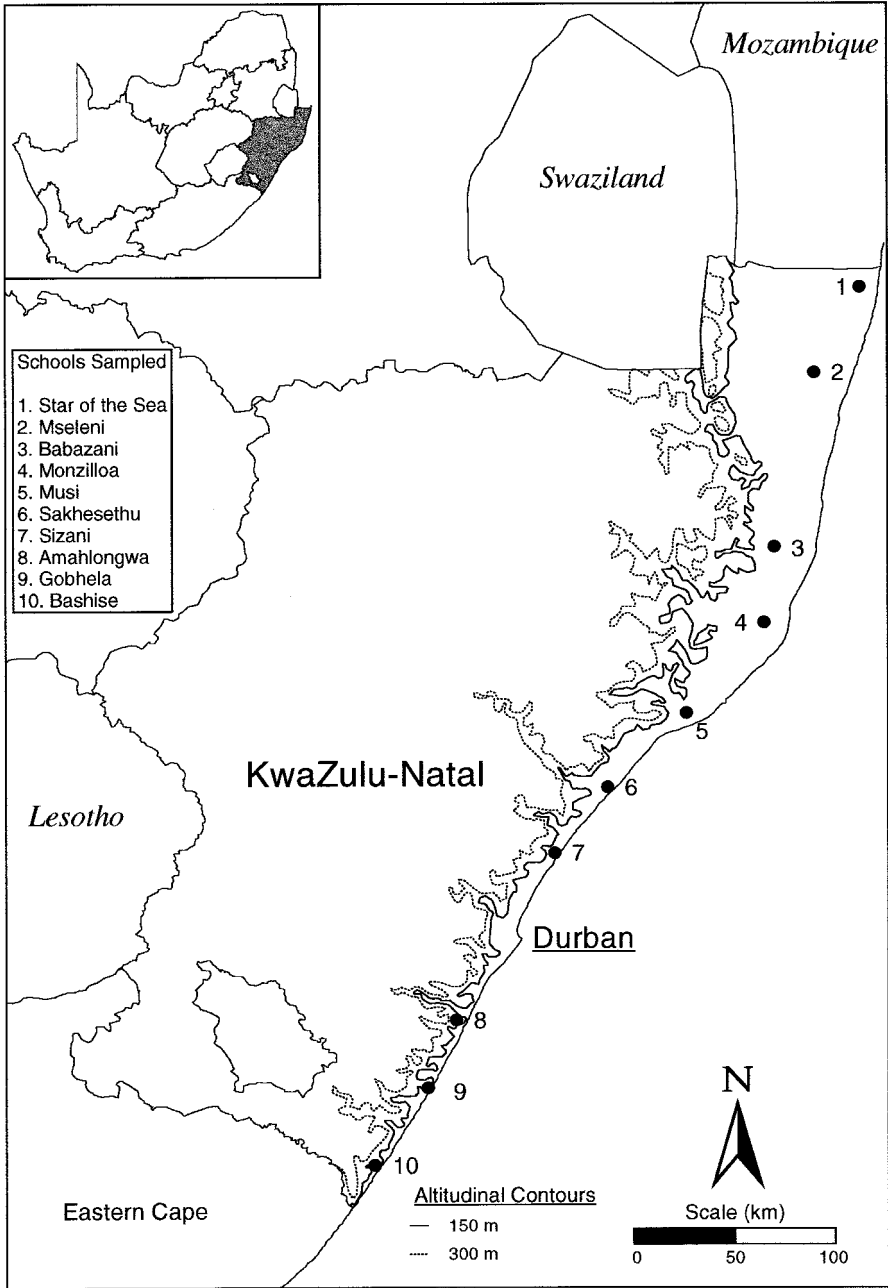 Mozambique
Swaziland
1
2
Schools Sampled
1. Star of the Sea
2. Mseleni
3. Babazani
4. Monzilloa
5. Musi
6. Sakhesethu
7. Sizani
8. Amahlongwa
9. Gobhela
10. Bashise
3
4
5
KwaZulu-Natal
6
Lesotho
7
Durban
8
9
N
10
Altitudinal Contours
150 m
300 m
Eastern Cape
Scale (km)
0 50 100